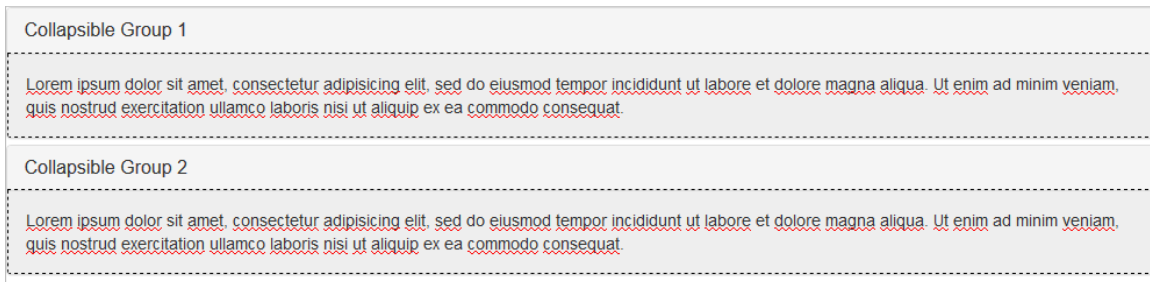 Collapsible Group 1
Lorem ipsum dolor sit amet, consectetur adipisicing elit, sed do eiusmod tempor incididunt ut labore et dolore magna aliqua. Ut enim ad minim veniam,
quis nostrud exercitation ullamco laboris nisi ut aliquip ex ea commodo consequat.
Collapsible Group 2
Lorem ipsum dolor sit amet, consectetur adipisicing elit, sed do eiusmod tempor incididunt ut labore et dolore magna aliqua. Ut enim ad minim veniam,
quis nostrud exercitation ullamco laboris nisi ut aliquip ex ea commodo consequat.